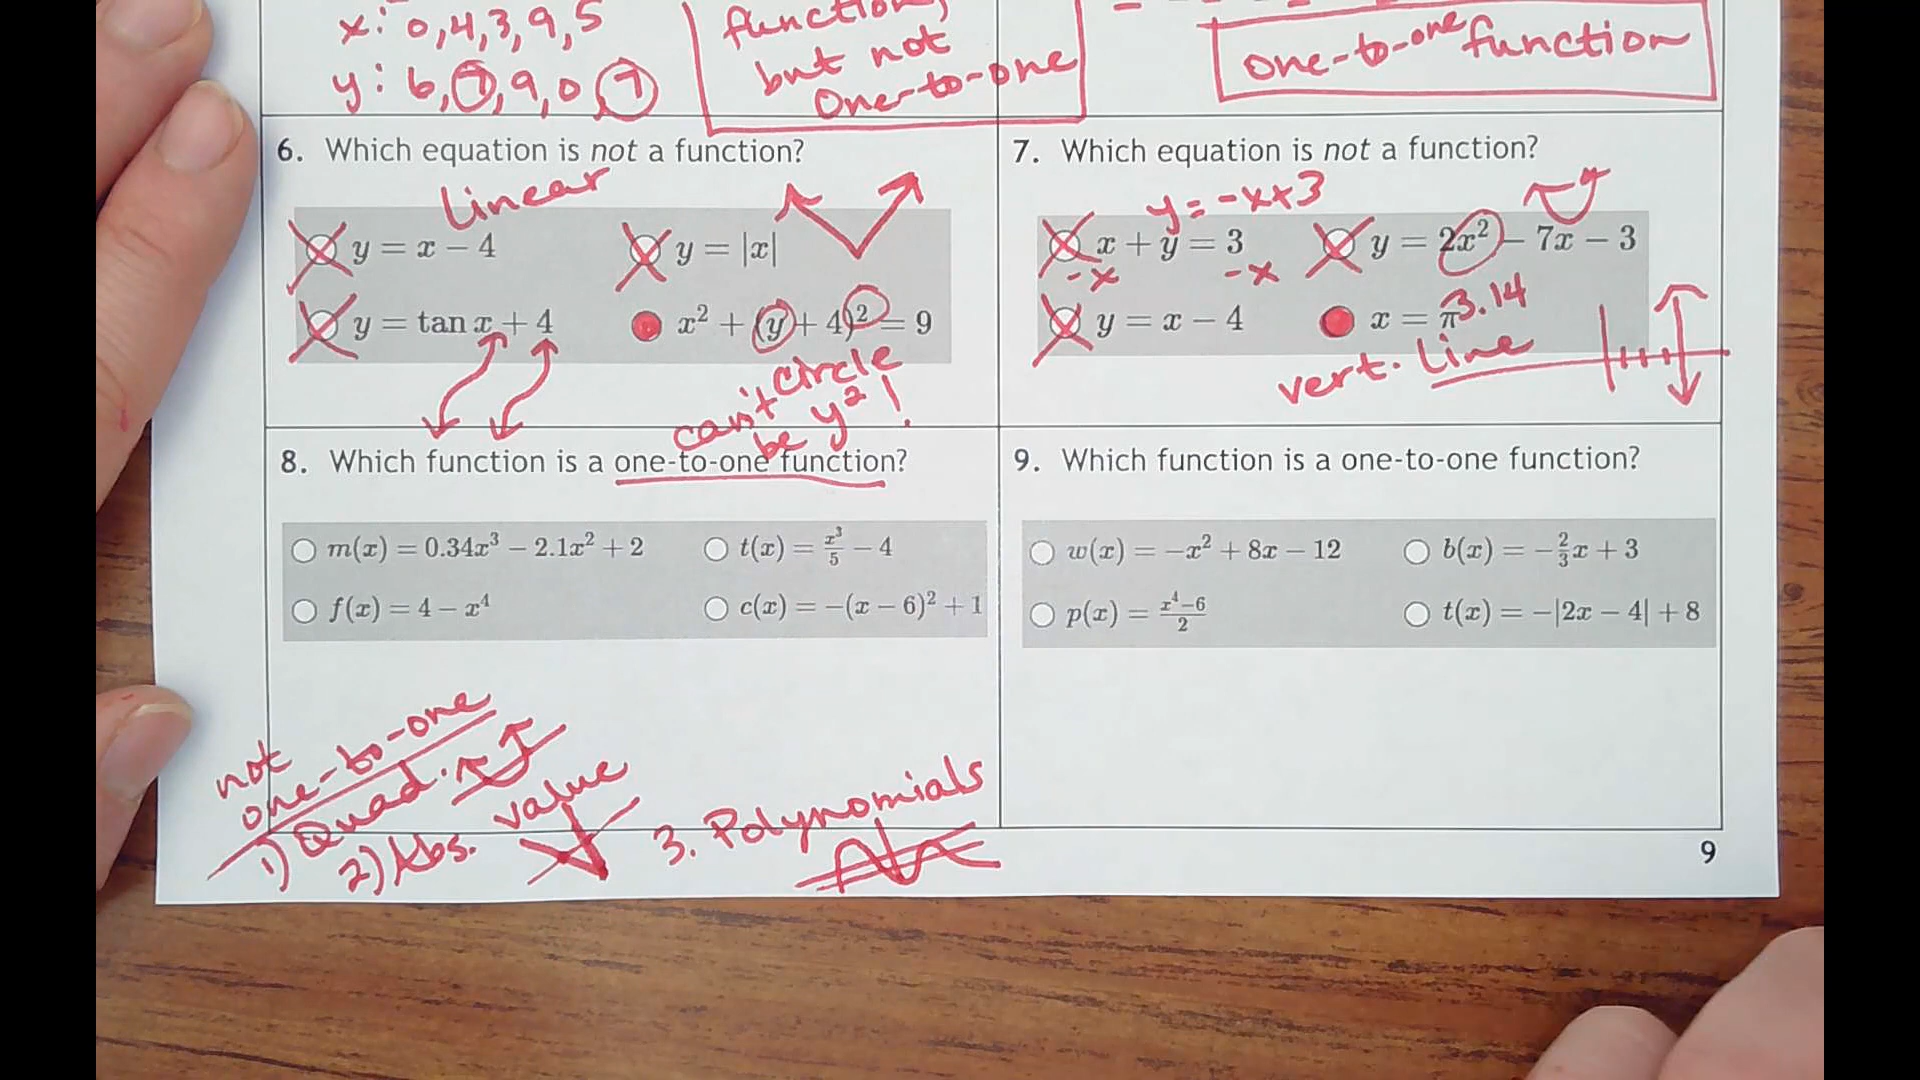 x: 0,4,3,9,5
y: 6,7,9,0,7
function,
but not
one-to-one
one-to-one function
6. Which equation is not a function?
linear
y = x − 4
y = |x|
y = tan x + 4
x² + (y + 4)² = 9
circle
can't be y²!
7. Which equation is not a function?
y = -x+3
x + y = 3
-x -x
y = 2x² − 7x − 3
y = x − 4
x = π
3.14
vert. line
8. Which function is a one-to-one function?
m(x) = 0.34x³ − 2.1x² + 2
t(x) = x³/5 − 4
f(x) = 4 − x⁴
c(x) = −(x − 6)² + 1
9. Which function is a one-to-one function?
w(x) = −x² + 8x − 12
b(x) = −2/3x + 3
p(x) = x⁴−6/2
t(x) = −|2x − 4| + 8
not
one-to-one
1) Quad.
2) Abs. value
3. Polynomials
9